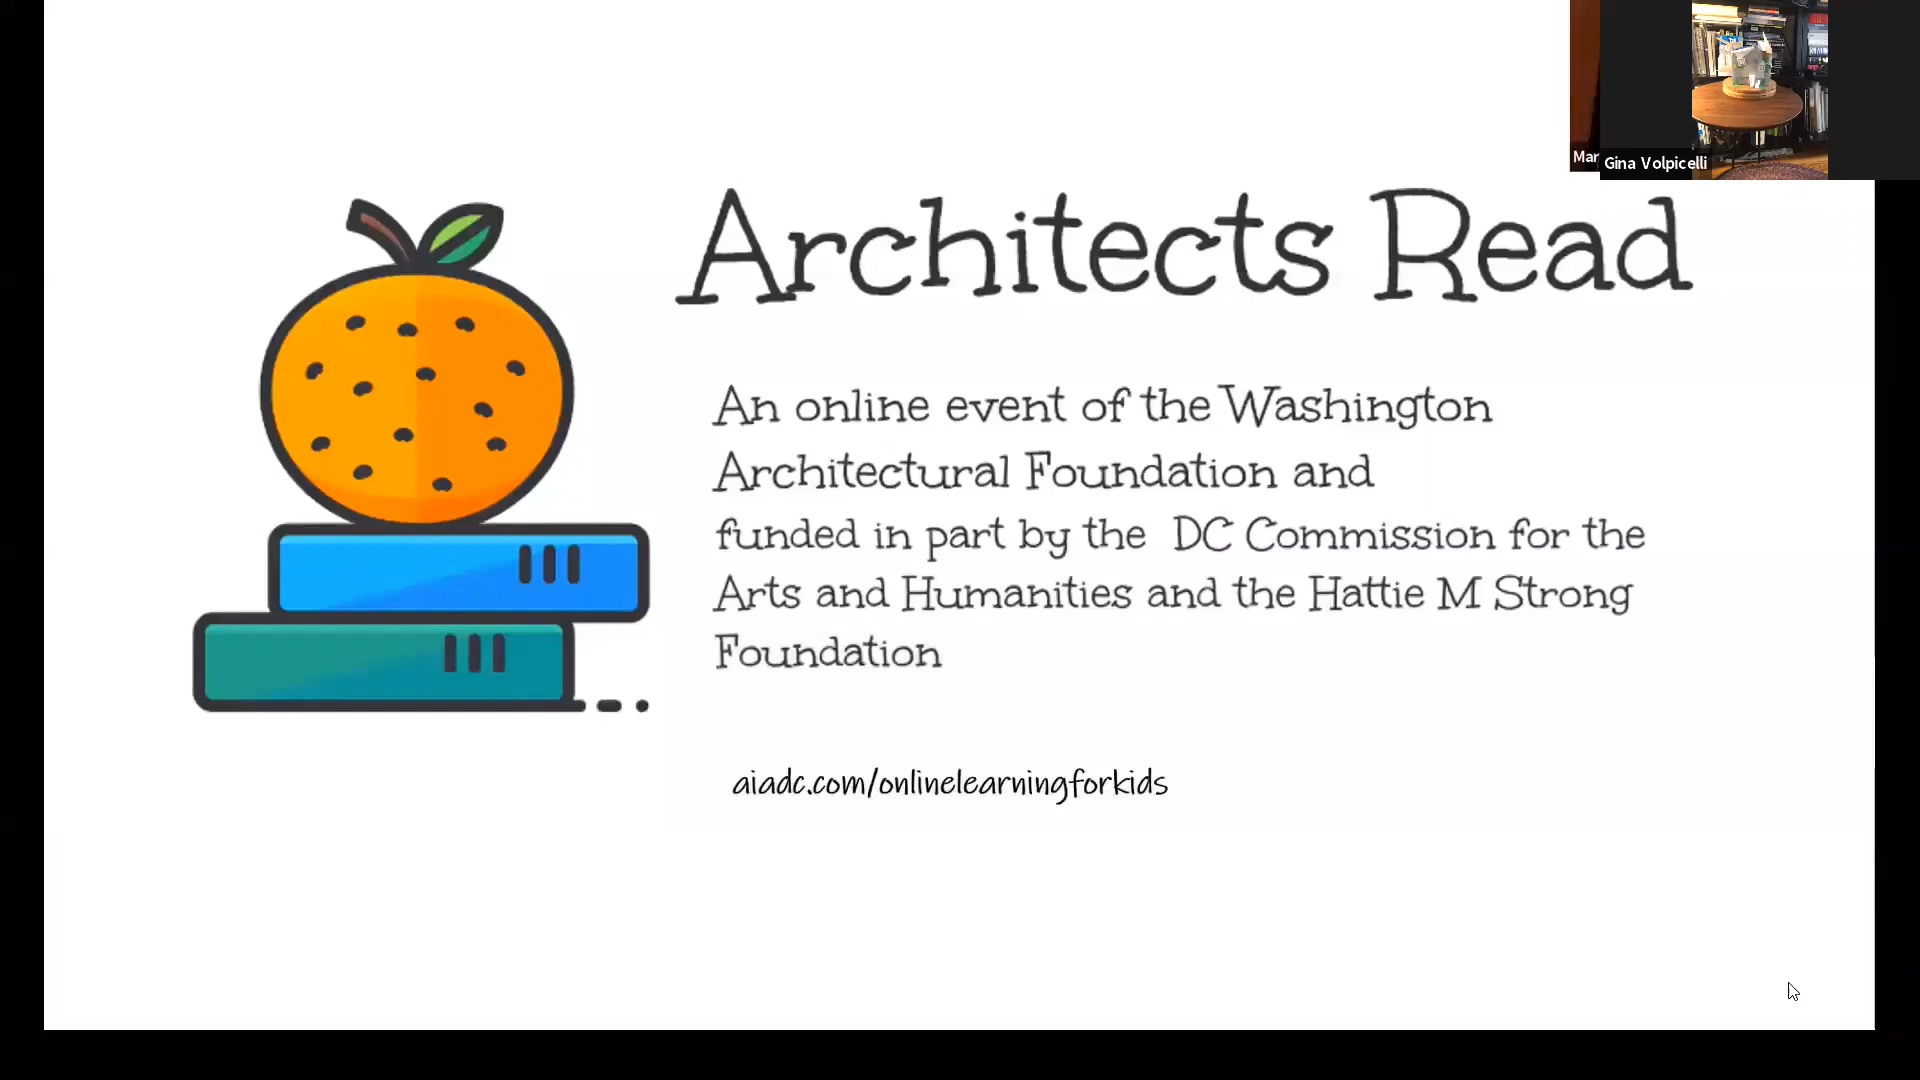 Mar
Gina Volpicelli
Architects Read
An online event of the Washington
Architectural Foundation and
funded in part by the DC Commission for the
Arts and Humanities and the Hattie M Strong
Foundation
aiadc.com/onlinelearningforkids